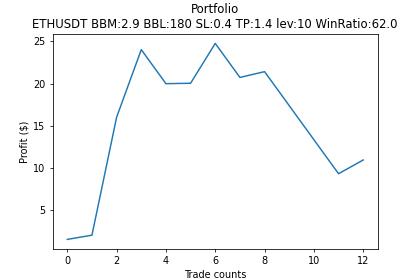 Portfolio
ETHUSDT BBM:2.9 BBL:180 SL:0.4 TP:1.4 lev:10 WinRatio:62.0
25
20
15
10
5
Profit ($)
0 2 4 6 8 10 12
Trade counts